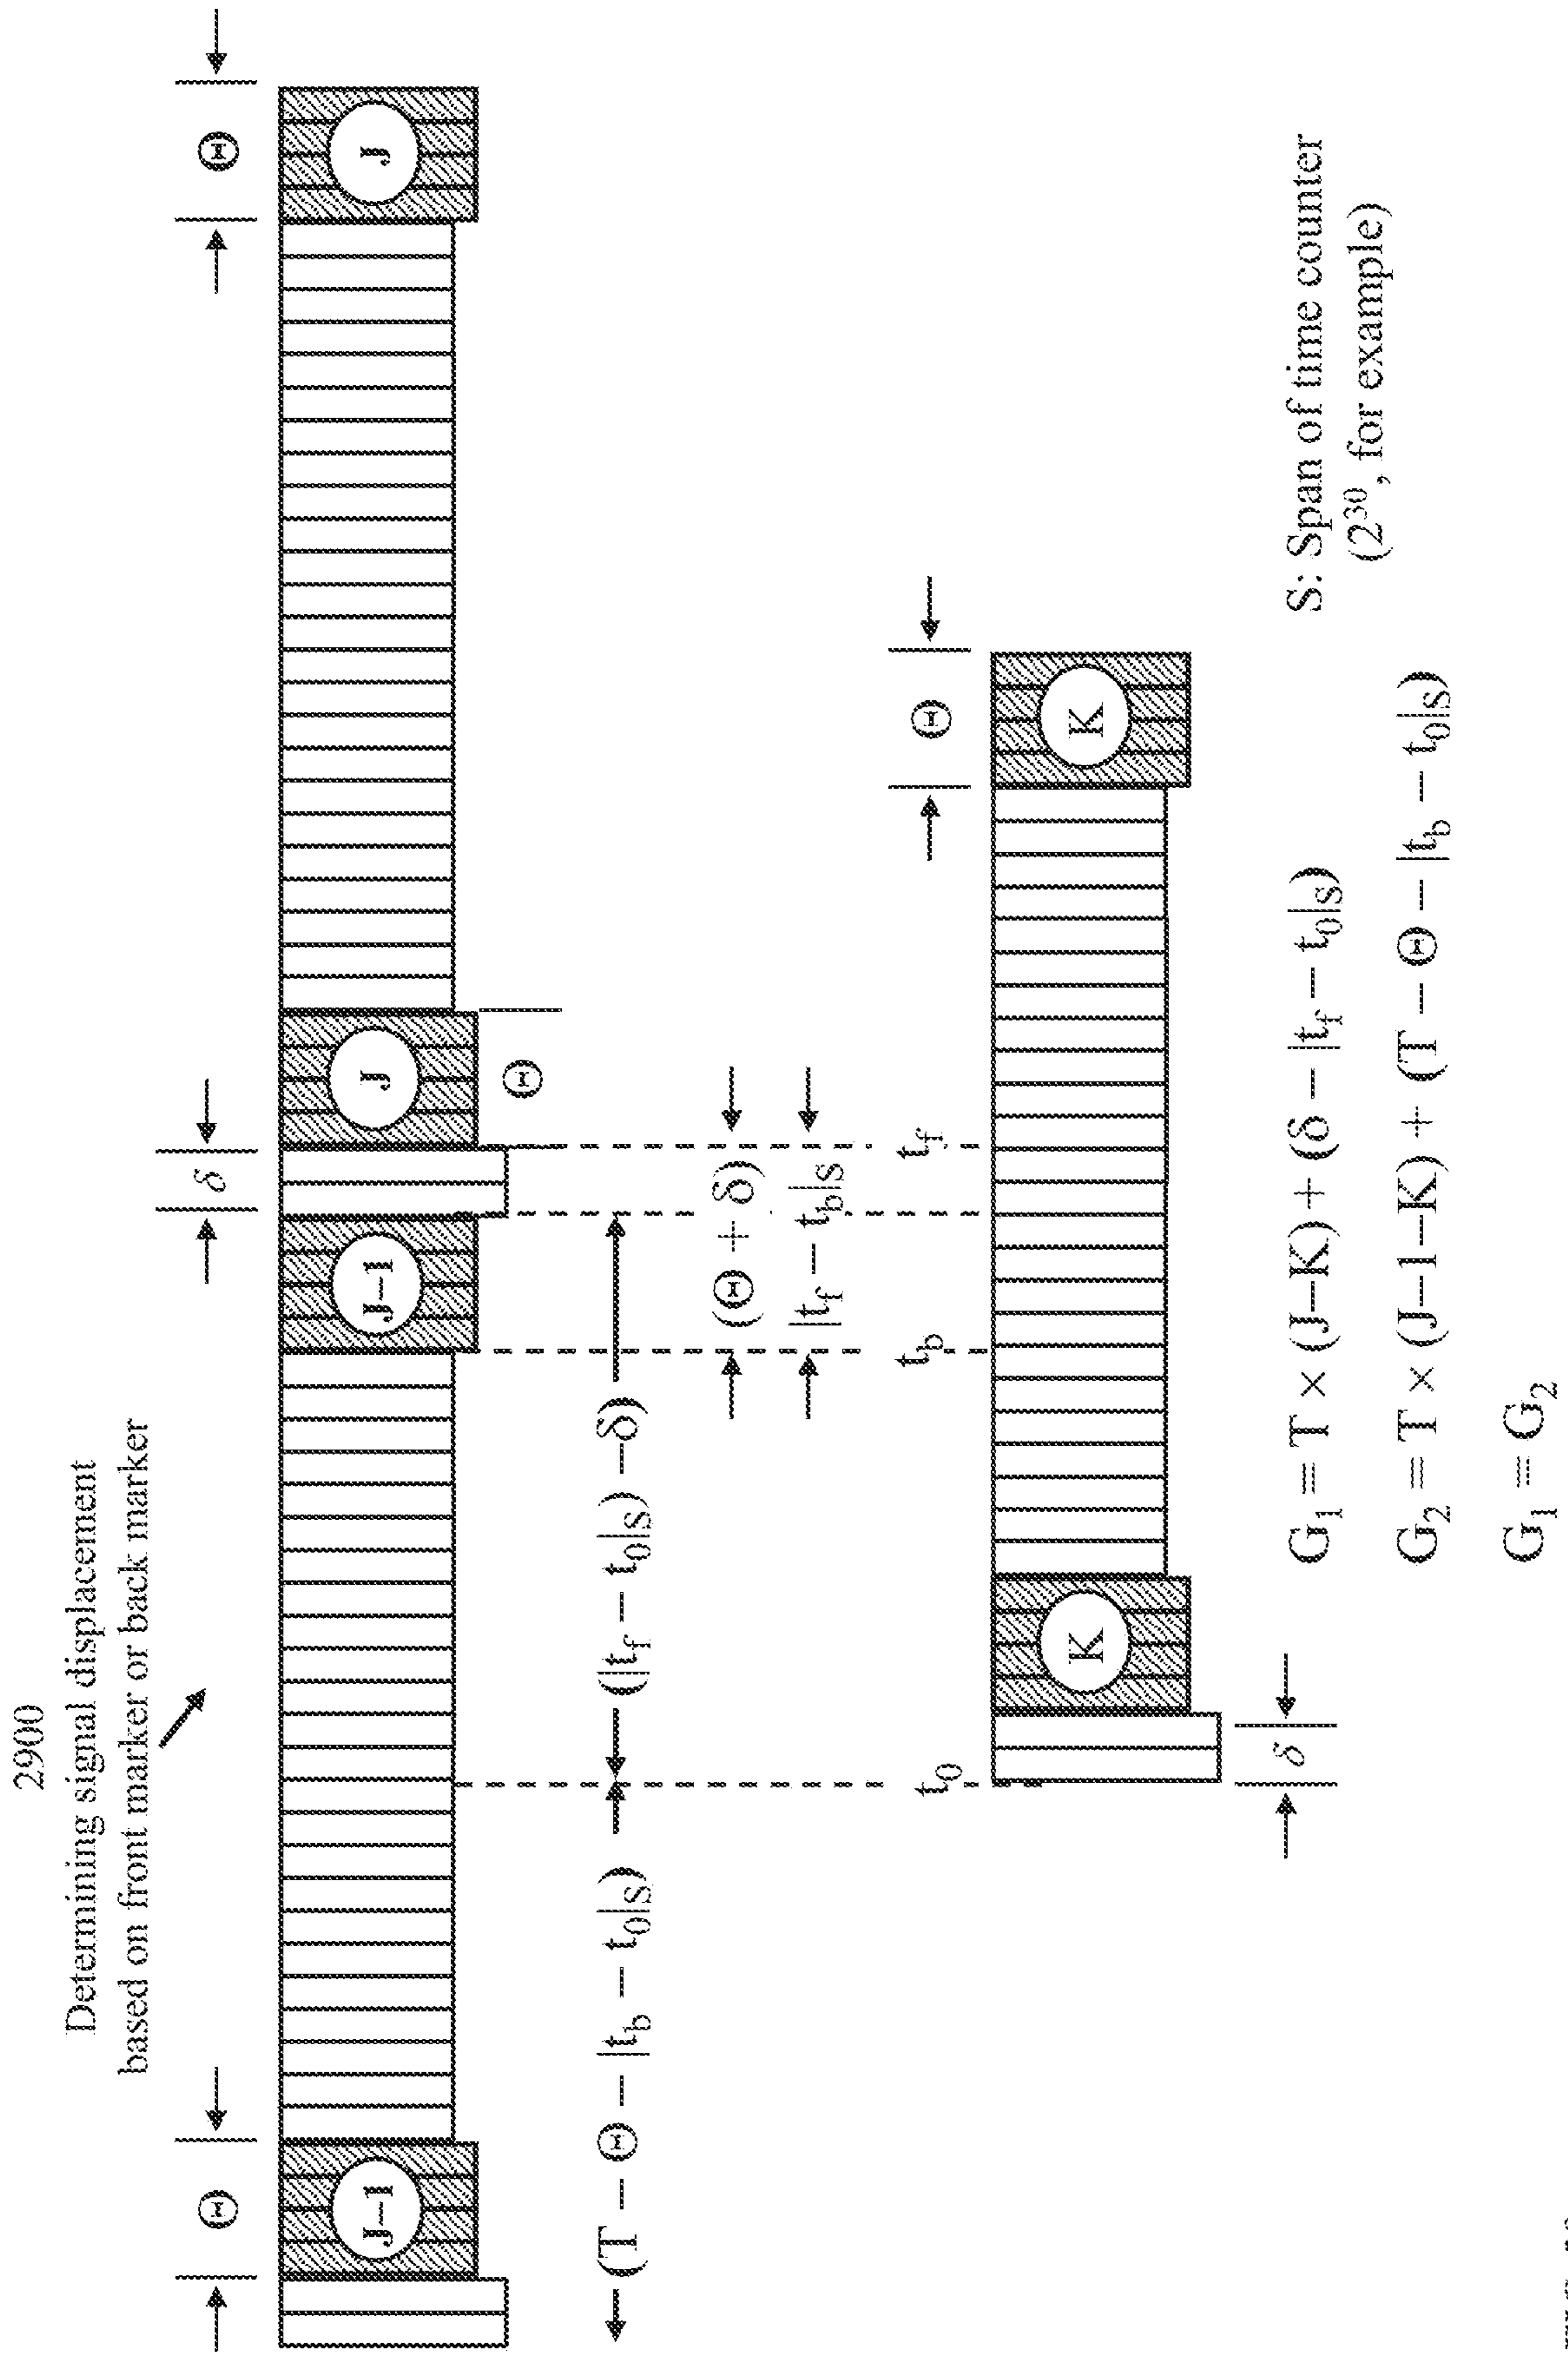 2900
Determining signal displacement
based on front marker or back marker
Θ
δ
Θ
J−1
J−1
J
J
Θ
(T − Θ − |t_b − t_0|_S)
(|t_f − t_0|_S) −δ)
(Θ + δ)
|t_f − t_b|_S
t_0
t_b
t_f
Θ
K
K
δ
G_1 = T × (J−K) + (δ − |t_f − t_0|_S)
G_2 = T × (J−1−K) + (T − Θ − |t_b − t_0|_S)
G_1 = G_2
S: Span of time counter
(2^30, for example)